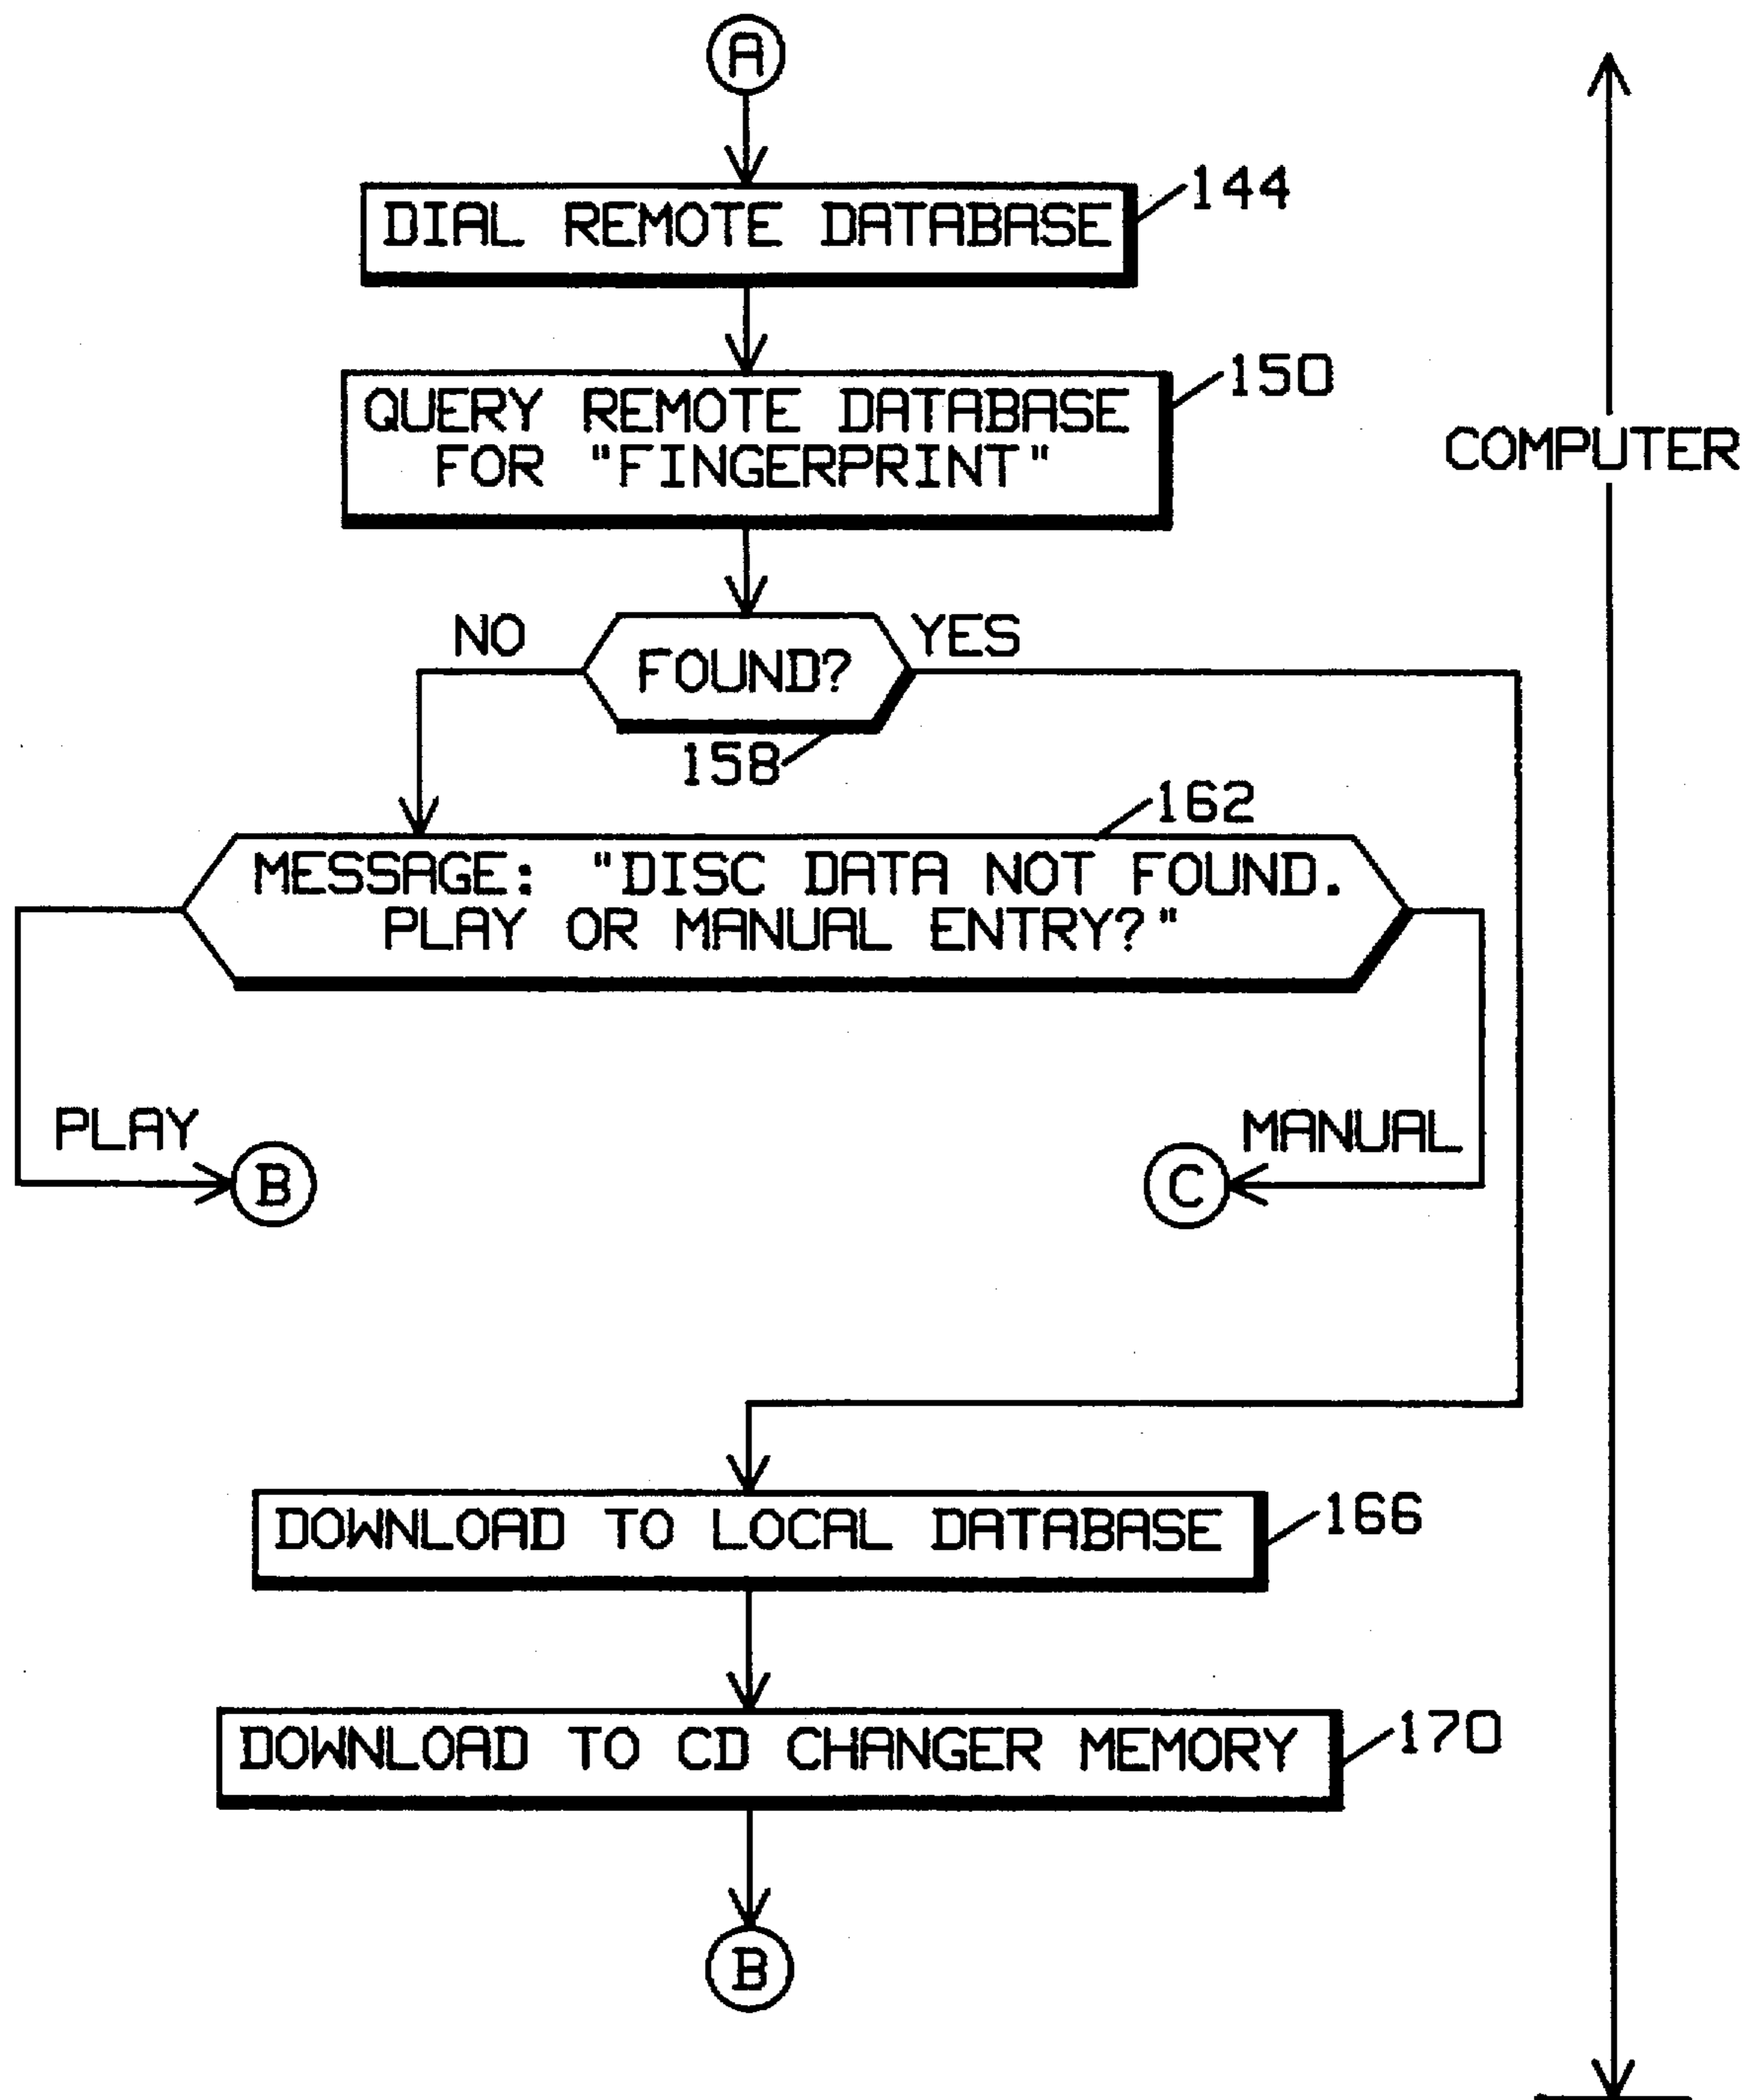 A
144
DIAL REMOTE DATABASE
150
QUERY REMOTE DATABASE
FOR "FINGERPRINT"
COMPUTER
NO
YES
FOUND?
158
162
MESSAGE: "DISC DATA NOT FOUND.
PLAY OR MANUAL ENTRY?"
PLAY
MANUAL
B
C
166
DOWNLOAD TO LOCAL DATABASE
170
DOWNLOAD TO CD CHANGER MEMORY
B